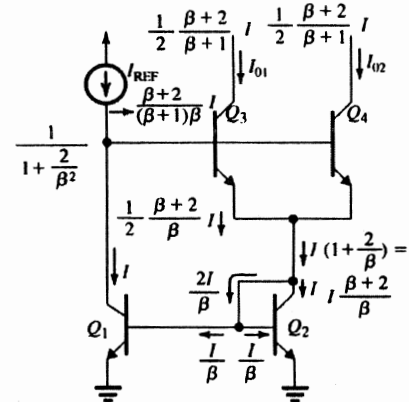 1/2 (β + 2)/(β + 1) I
1/2 (β + 2)/(β + 1) I
I_REF
I_01
I_02
(β + 2)/((β + 1)β) I
Q_3
Q_4
1/(1 + 2/β²)
1/2 (β + 2)/β I
I (1 + 2/β) =
I
2I/β
I
I (β + 2)/β
Q_1
Q_2
I/β
I/β